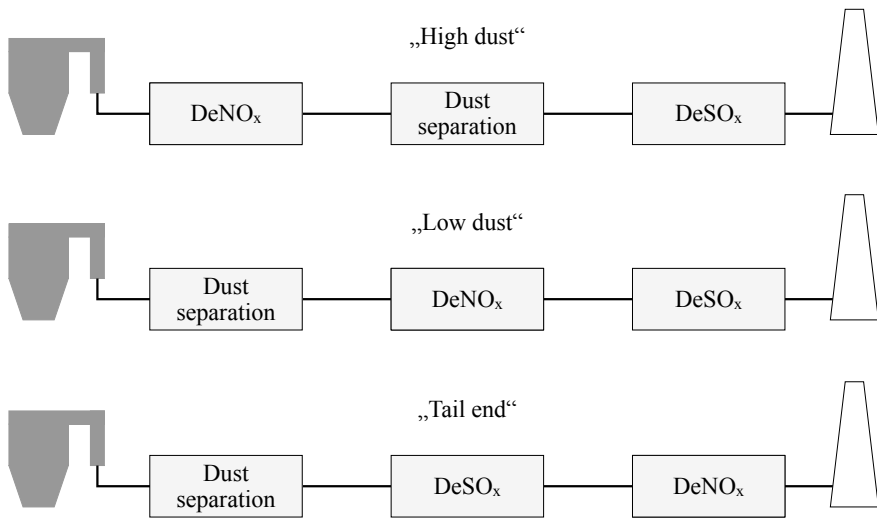 „High dust“
DeNOₓ
Dust
separation
DeSOₓ
„Low dust“
Dust
separation
DeNOₓ
DeSOₓ
„Tail end“
Dust
separation
DeSOₓ
DeNOₓ